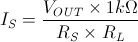 I_S = \frac{V_{OUT} \times 1k\Omega}{R_S \times R_L}